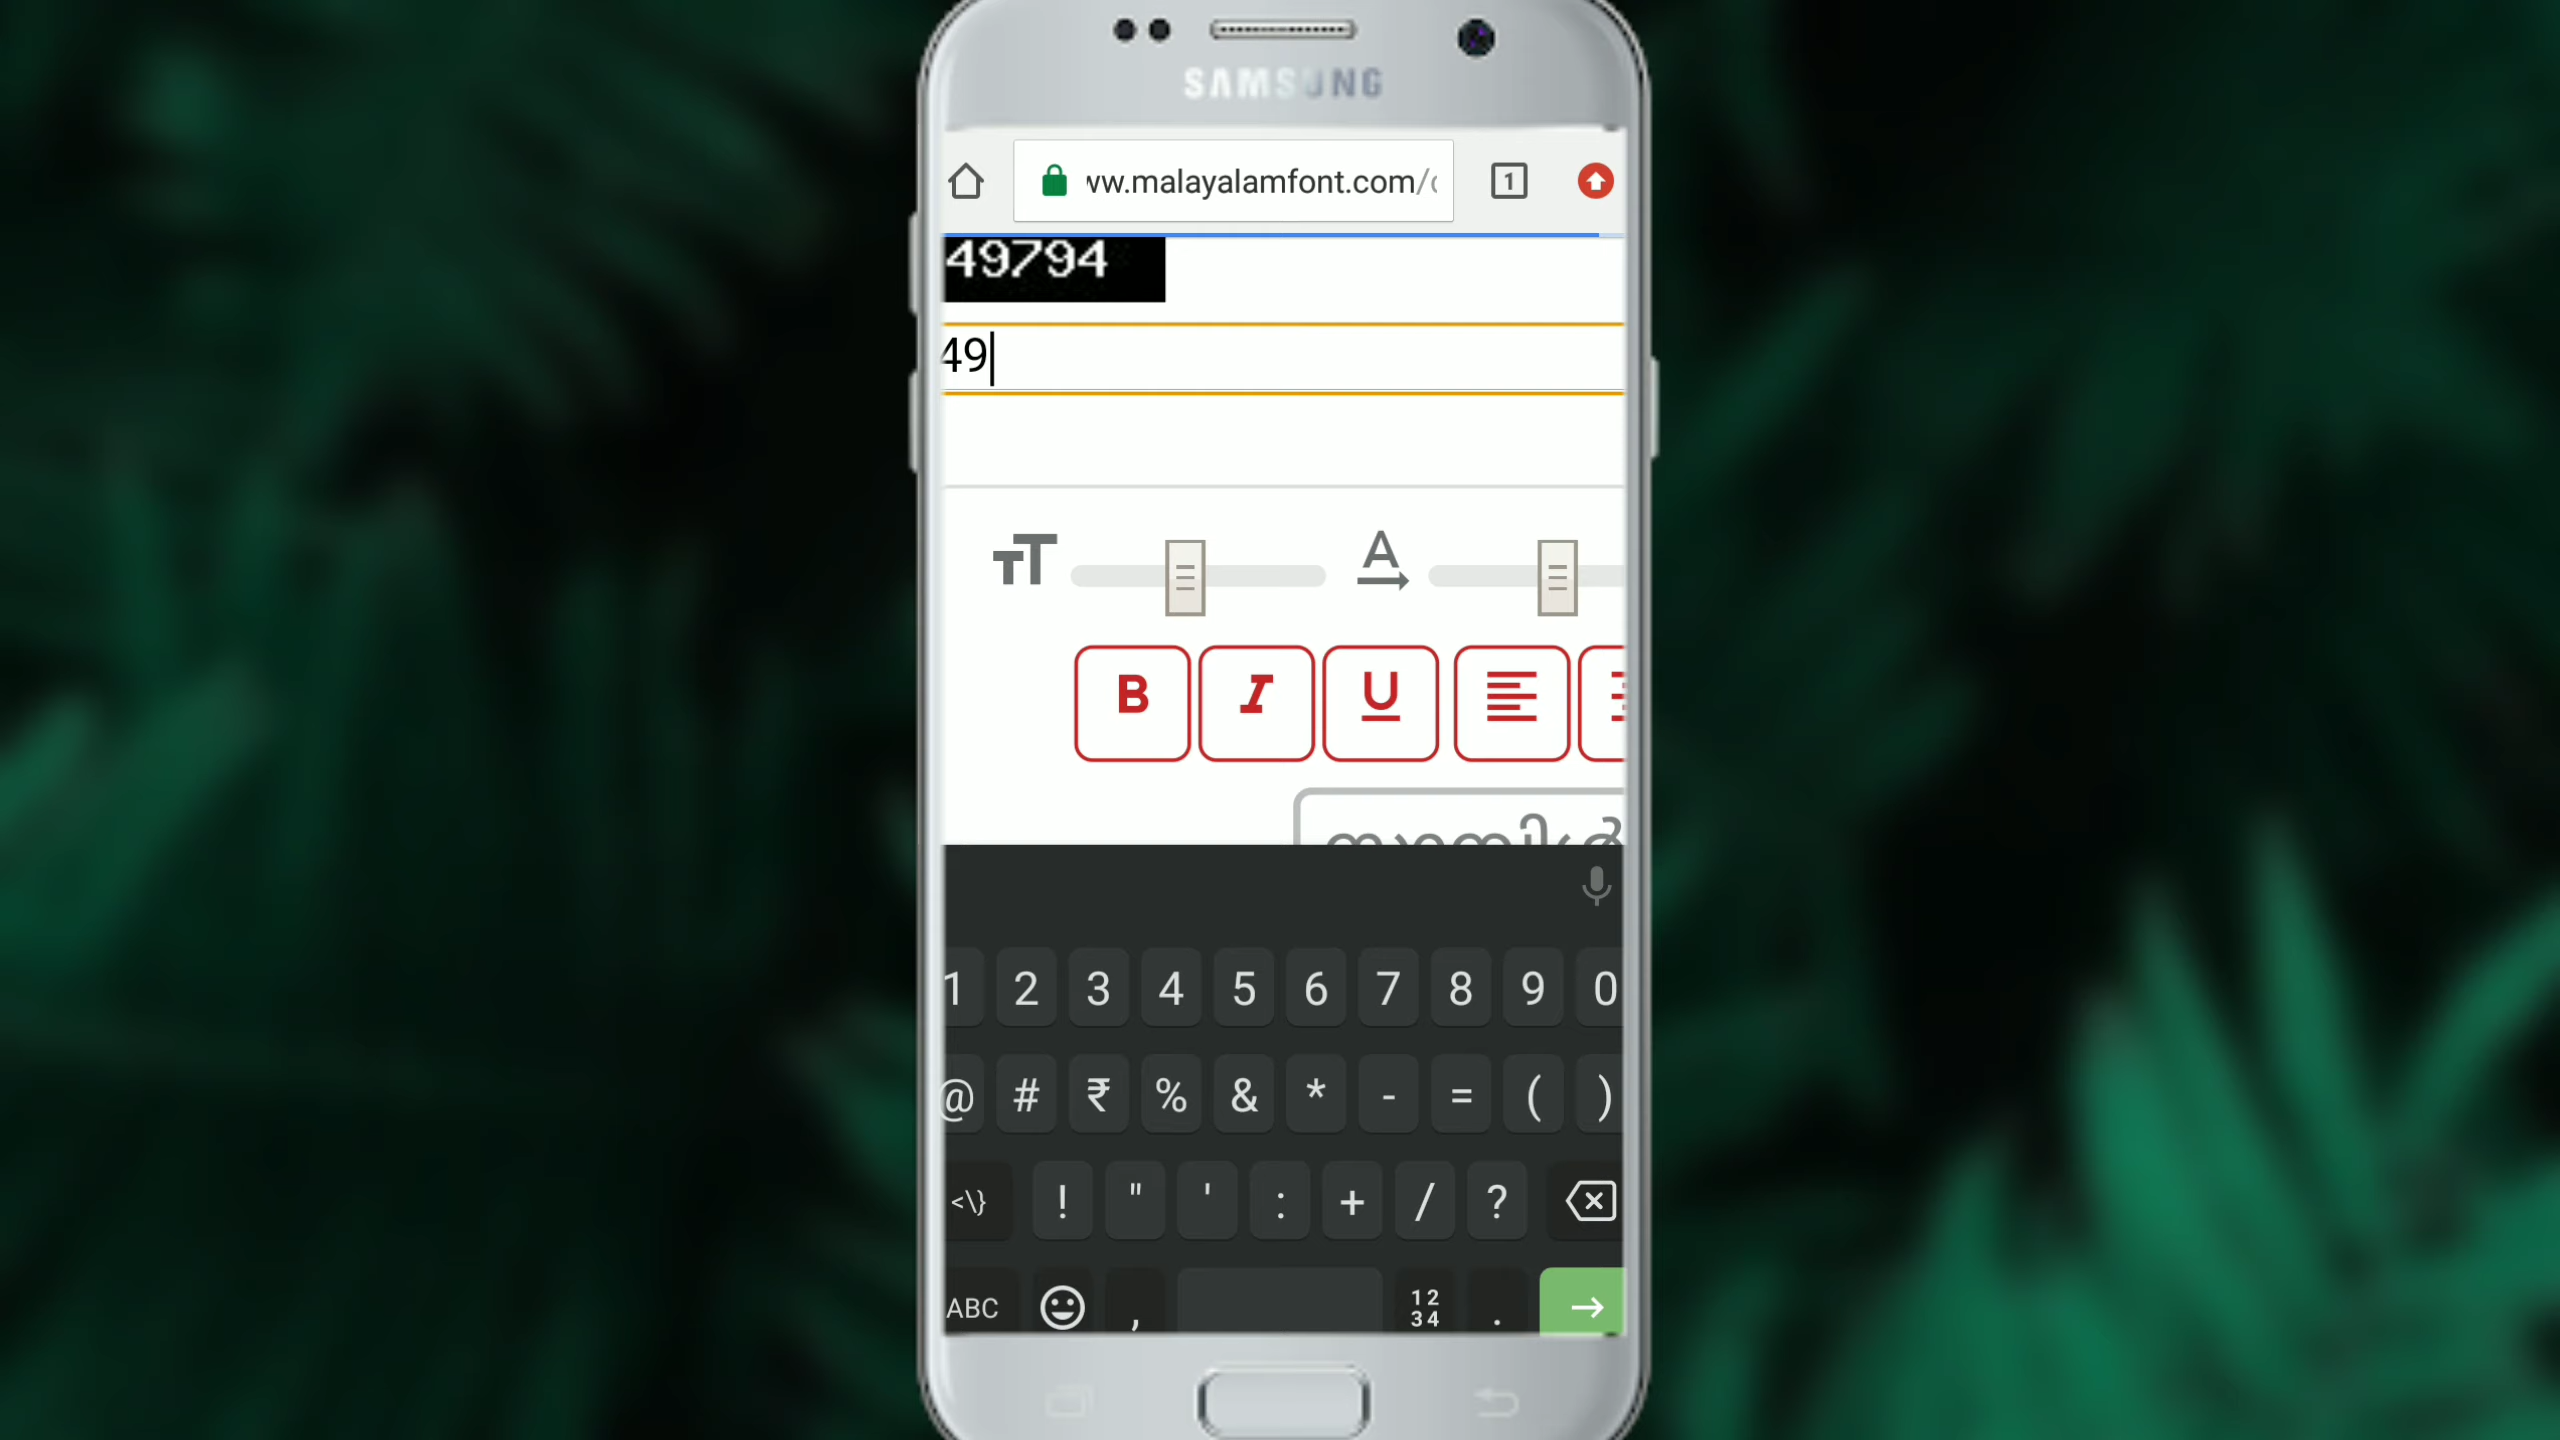 SAMSUNG
ww.malayalamfont.com/
1
49794
49
B I U
1 2 3 4 5 6 7 8 9 0
@ # ₹ % & * - = ( )
<\} ! " ' : + / ?
ABC , 12 34 .